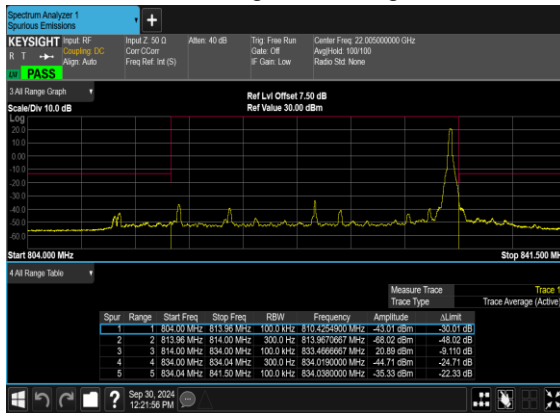 Spectrum Analyzer 1
Spurious Emissions
+
KEYSIGHT Input: RF Input Z: 50 Ω Atten: 40 dB Trig: Free Run Center Freq: 22.005000000 GHz
R T Coupling: DC Corr CCorr Gate: Off Avg|Hold: 100/100
Align: Auto Freq Ref: Int (S) IF Gain: Low Radio Std: None
PASS
3 All Range Graph Ref Lvl Offset 7.50 dB
Scale/Div 10.0 dB Ref Value 30.00 dBm
Log
20.0
10.0
0.00
-10.0
-20.0
-30.0
-40.0
-50.0
-60.0
Start 804.000 MHz Stop 841.500 MH
4 All Range Table
Measure Trace Trace 1
Trace Type Trace Average (Active)
Spur Range Start Freq Stop Freq RBW Frequency Amplitude ΔLimit
1 1 804.00 MHz 813.96 MHz 100.0 kHz 810.4254900 MHz -43.01 dBm -30.01 dB
2 2 813.96 MHz 814.00 MHz 300.0 Hz 813.9670667 MHz -68.02 dBm -48.02 dB
3 3 814.00 MHz 834.00 MHz 100.0 kHz 833.4666667 MHz 20.89 dBm -9.110 dB
4 4 834.00 MHz 834.04 MHz 300.0 Hz 834.0190000 MHz -44.71 dBm -24.71 dB
5 5 834.04 MHz 841.50 MHz 100.0 kHz 834.0380000 MHz -35.33 dBm -22.33 dB
? Sep 30, 2024
12:21:56 PM